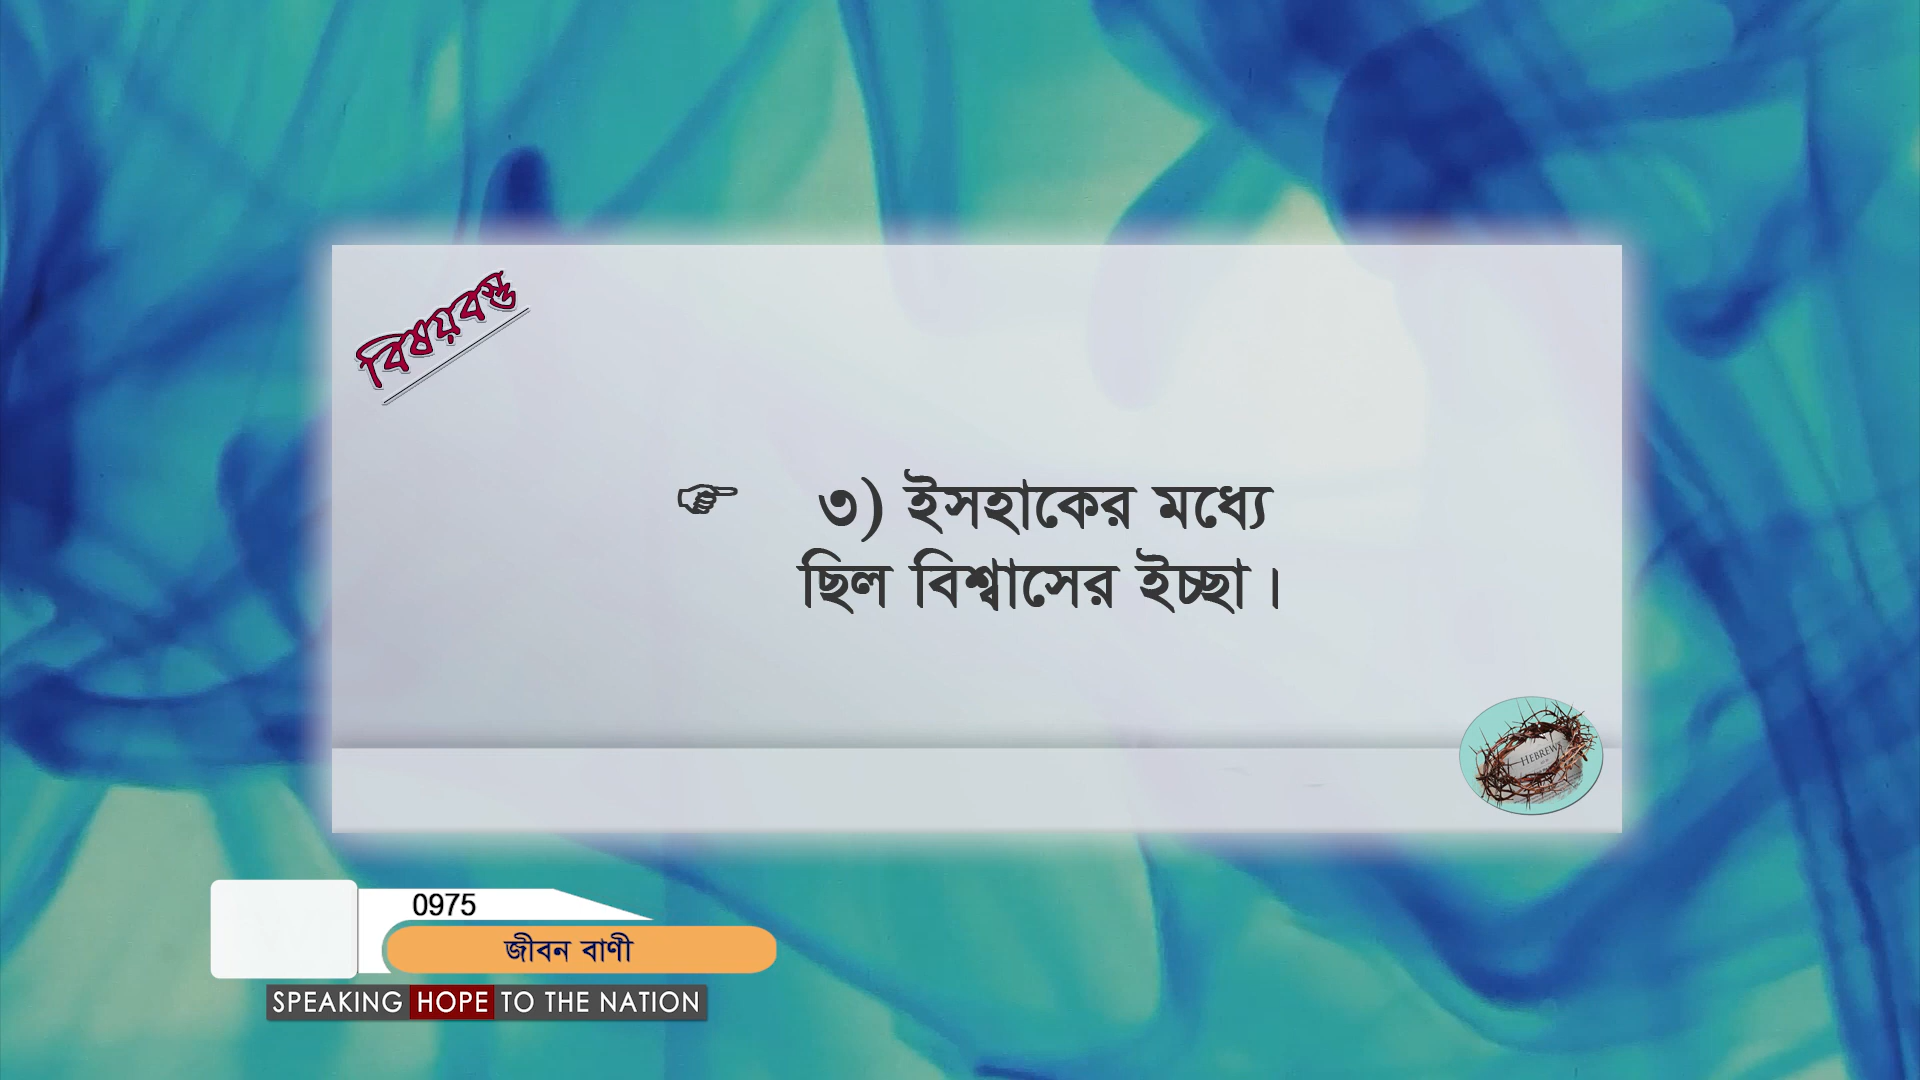 বিষয়বস্তু
☞ ৩) ইসহাকের মধ্যে
ছিল বিশ্বাসের ইচ্ছা।
HEBREWS
0975
জীবন বাণী
SPEAKING HOPE TO THE NATION